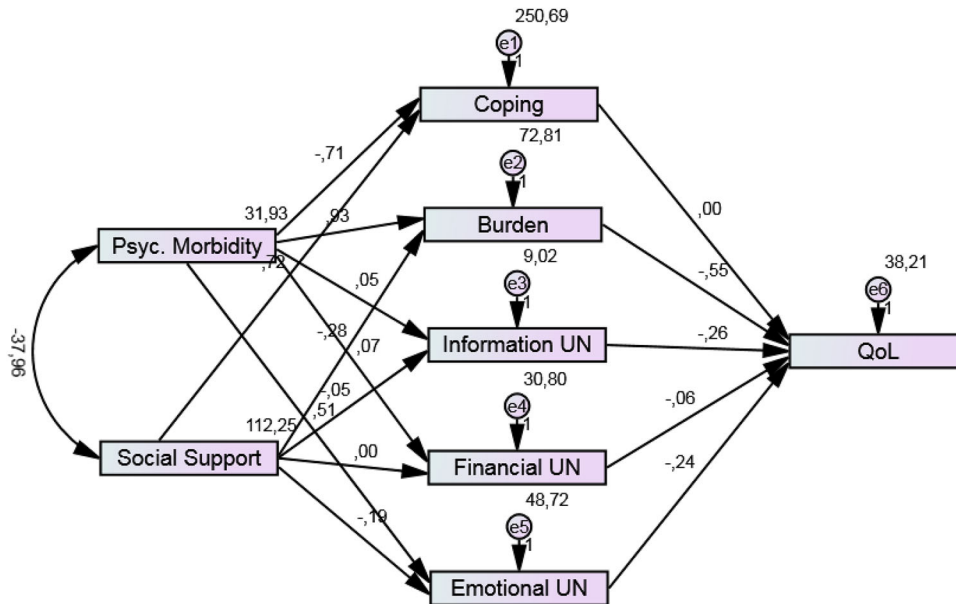 250,69
e1
1
Coping
72,81
-,71
e2
1
31,93
,93
,00
Burden
Psyc. Morbidity
9,02
,72
-,55
38,21
,05
e3
1
e6
1
-37,96
-,28
,07
Information UN
-,26
QoL
30,80
-,05
,51
e4
1
-,06
112,25
Social Support
,00
Financial UN
-,24
48,72
-,19
e5
1
Emotional UN